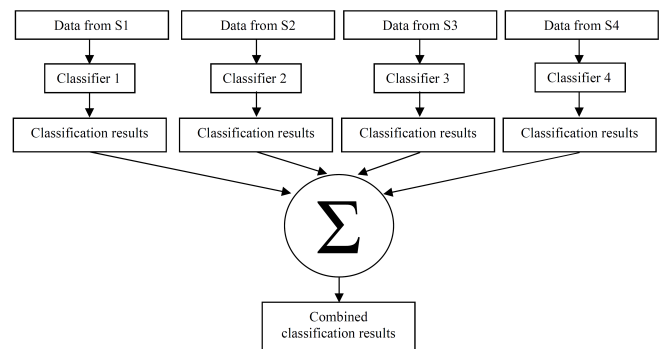 Data from S1
Data from S2
Data from S3
Data from S4
Classifier 1
Classifier 2
Classifier 3
Classifier 4
Classification results
Classification results
Classification results
Classification results
Σ
Combined
classification results